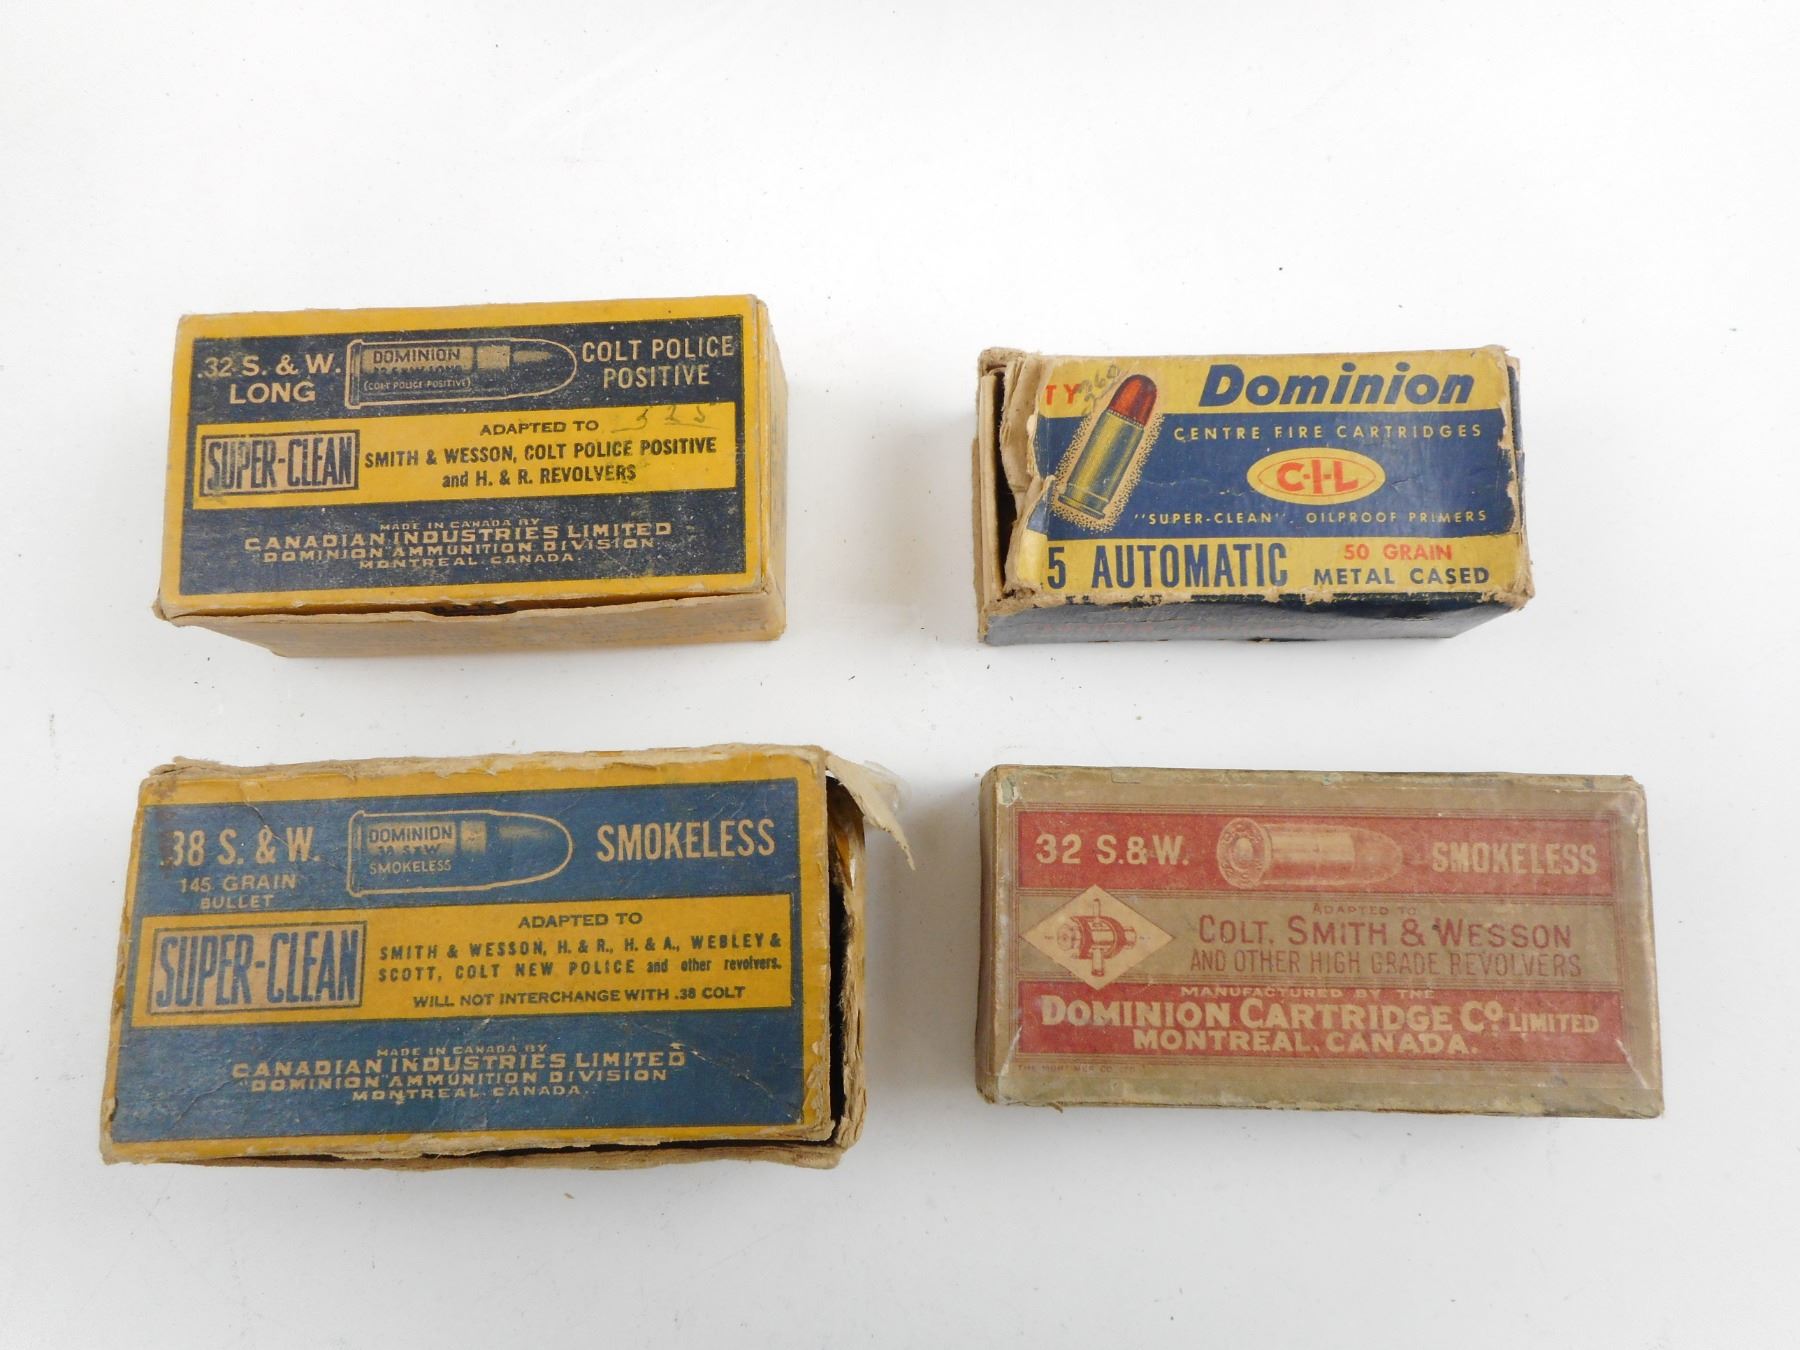 .32 S. & W.
LONG
DOMINION
32 S & W LONG
(COLT POLICE POSITIVE)
COLT POLICE
POSITIVE
ADAPTED TO 325
SUPER-CLEAN
SMITH & WESSON, COLT POLICE POSITIVE
and H. & R. REVOLVERS
MADE IN CANADA BY
CANADIAN INDUSTRIES LIMITED
DOMINION AMMUNITION DIVISION
MONTREAL CANADA.
TY
Dominion
CENTRE FIRE CARTRIDGES
C-I-L
"SUPER-CLEAN" OILPROOF PRIMERS
5 AUTOMATIC
50 GRAIN
METAL CASED
.38 S. & W.
145 GRAIN
BULLET
DOMINION
38 S & W
SMOKELESS
SMOKELESS
SUPER-CLEAN
ADAPTED TO
SMITH & WESSON, H. & R., H. & A., WEBLEY &
SCOTT, COLT NEW POLICE and other revolvers.
WILL NOT INTERCHANGE WITH .38 COLT
MADE IN CANADA BY
CANADIAN INDUSTRIES LIMITED
"DOMINION" AMMUNITION DIVISION
MONTREAL, CANADA.
32 S. & W.
SMOKELESS
ADAPTED TO
COLT, SMITH & WESSON
AND OTHER HIGH GRADE REVOLVERS
D
MANUFACTURED BY THE
DOMINION CARTRIDGE CO. LIMITED
MONTREAL, CANADA.